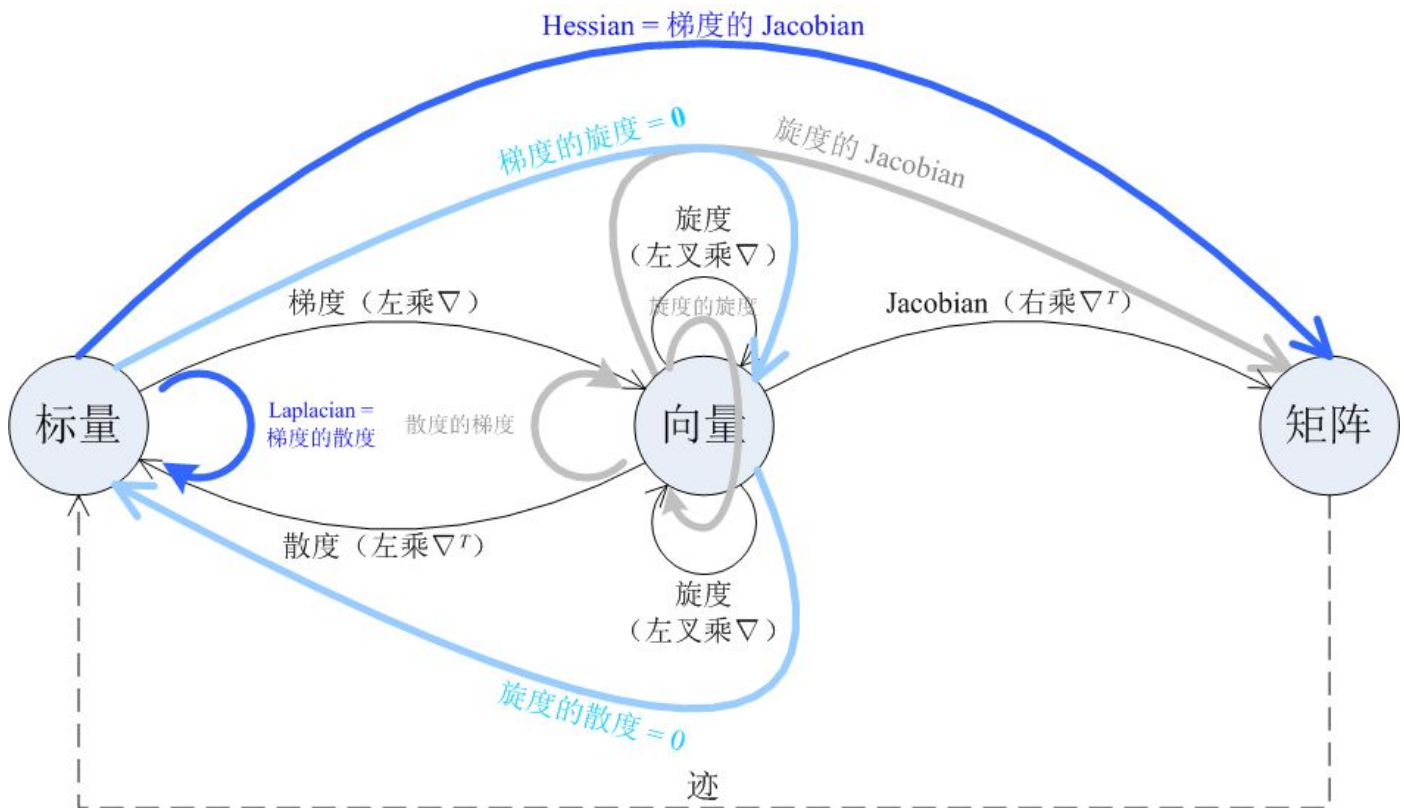 Hessian = 梯度的 Jacobian
梯度的旋度 = 0
旋度的 Jacobian
旋度
（左叉乘∇）
梯度（左乘∇）
旋度的旋度
Jacobian（右乘∇ᵀ）
标量
Laplacian =
梯度的散度
散度的梯度
向量
矩阵
散度（左乘∇ᵀ）
旋度
（左叉乘∇）
旋度的散度 = 0
迹